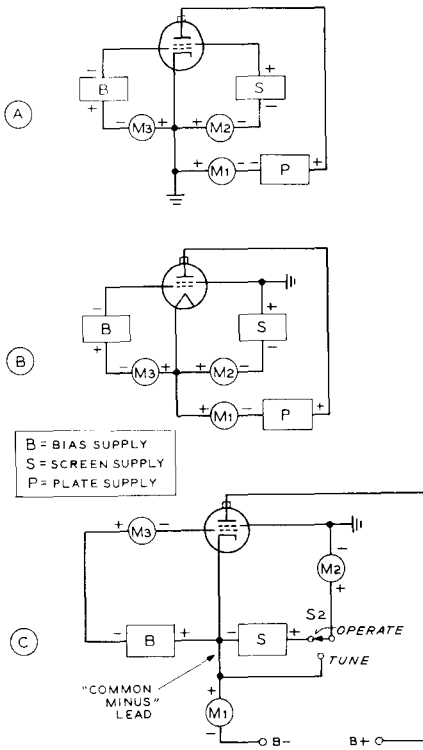 A
- B +
+ S -
- M3 + + M2 -
+ M1 - - P +
B
- B +
+ S -
- M3 + + M2 -
+ M1 - P +
B = BIAS SUPPLY
S = SCREEN SUPPLY
P = PLATE SUPPLY
C
+ M3 -
- M2 +
S2
OPERATE
- B + - S +
TUNE
"COMMON
MINUS"
LEAD
+ M1 -
B- B+